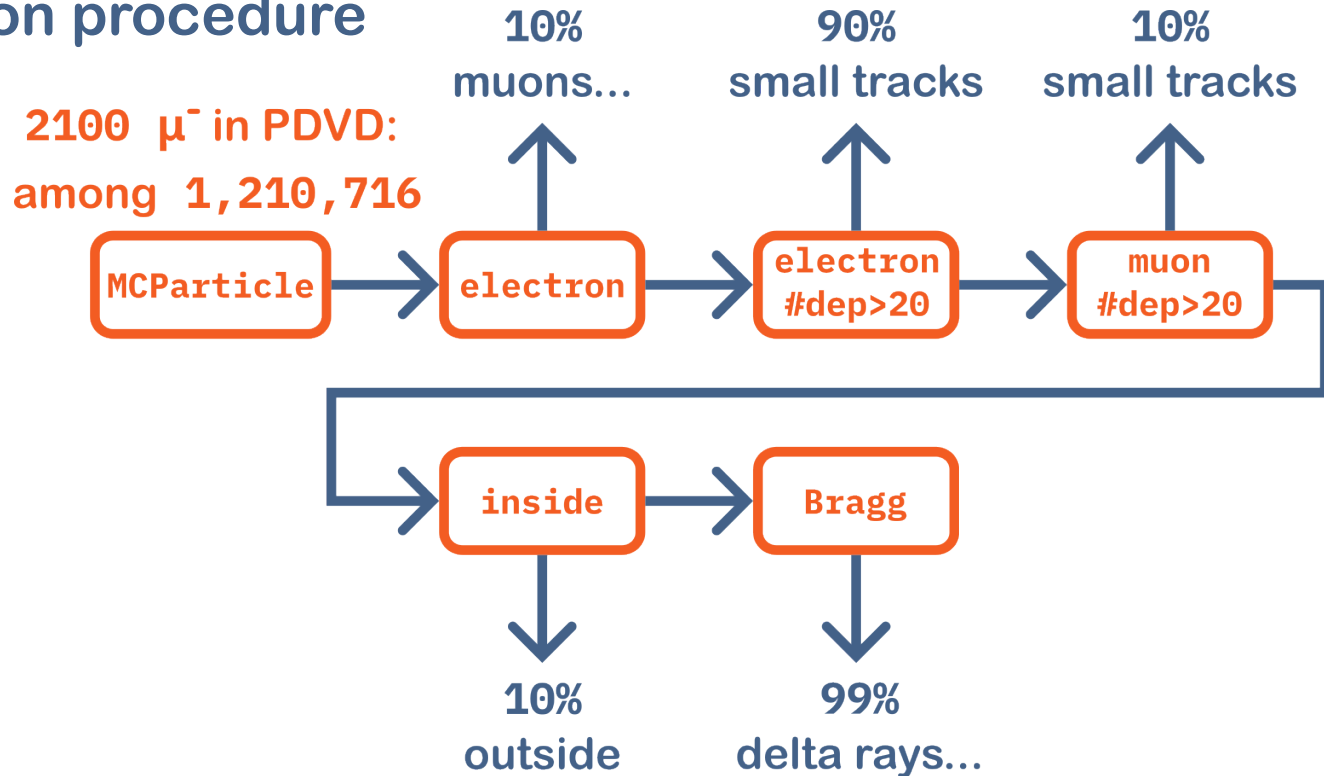 on procedure
2100 μ⁻ in PDVD:
among 1,210,716
10%
muons...
90%
small tracks
10%
small tracks
MCParticle
electron
electron
#dep>20
muon
#dep>20
inside
Bragg
10%
outside
99%
delta rays...